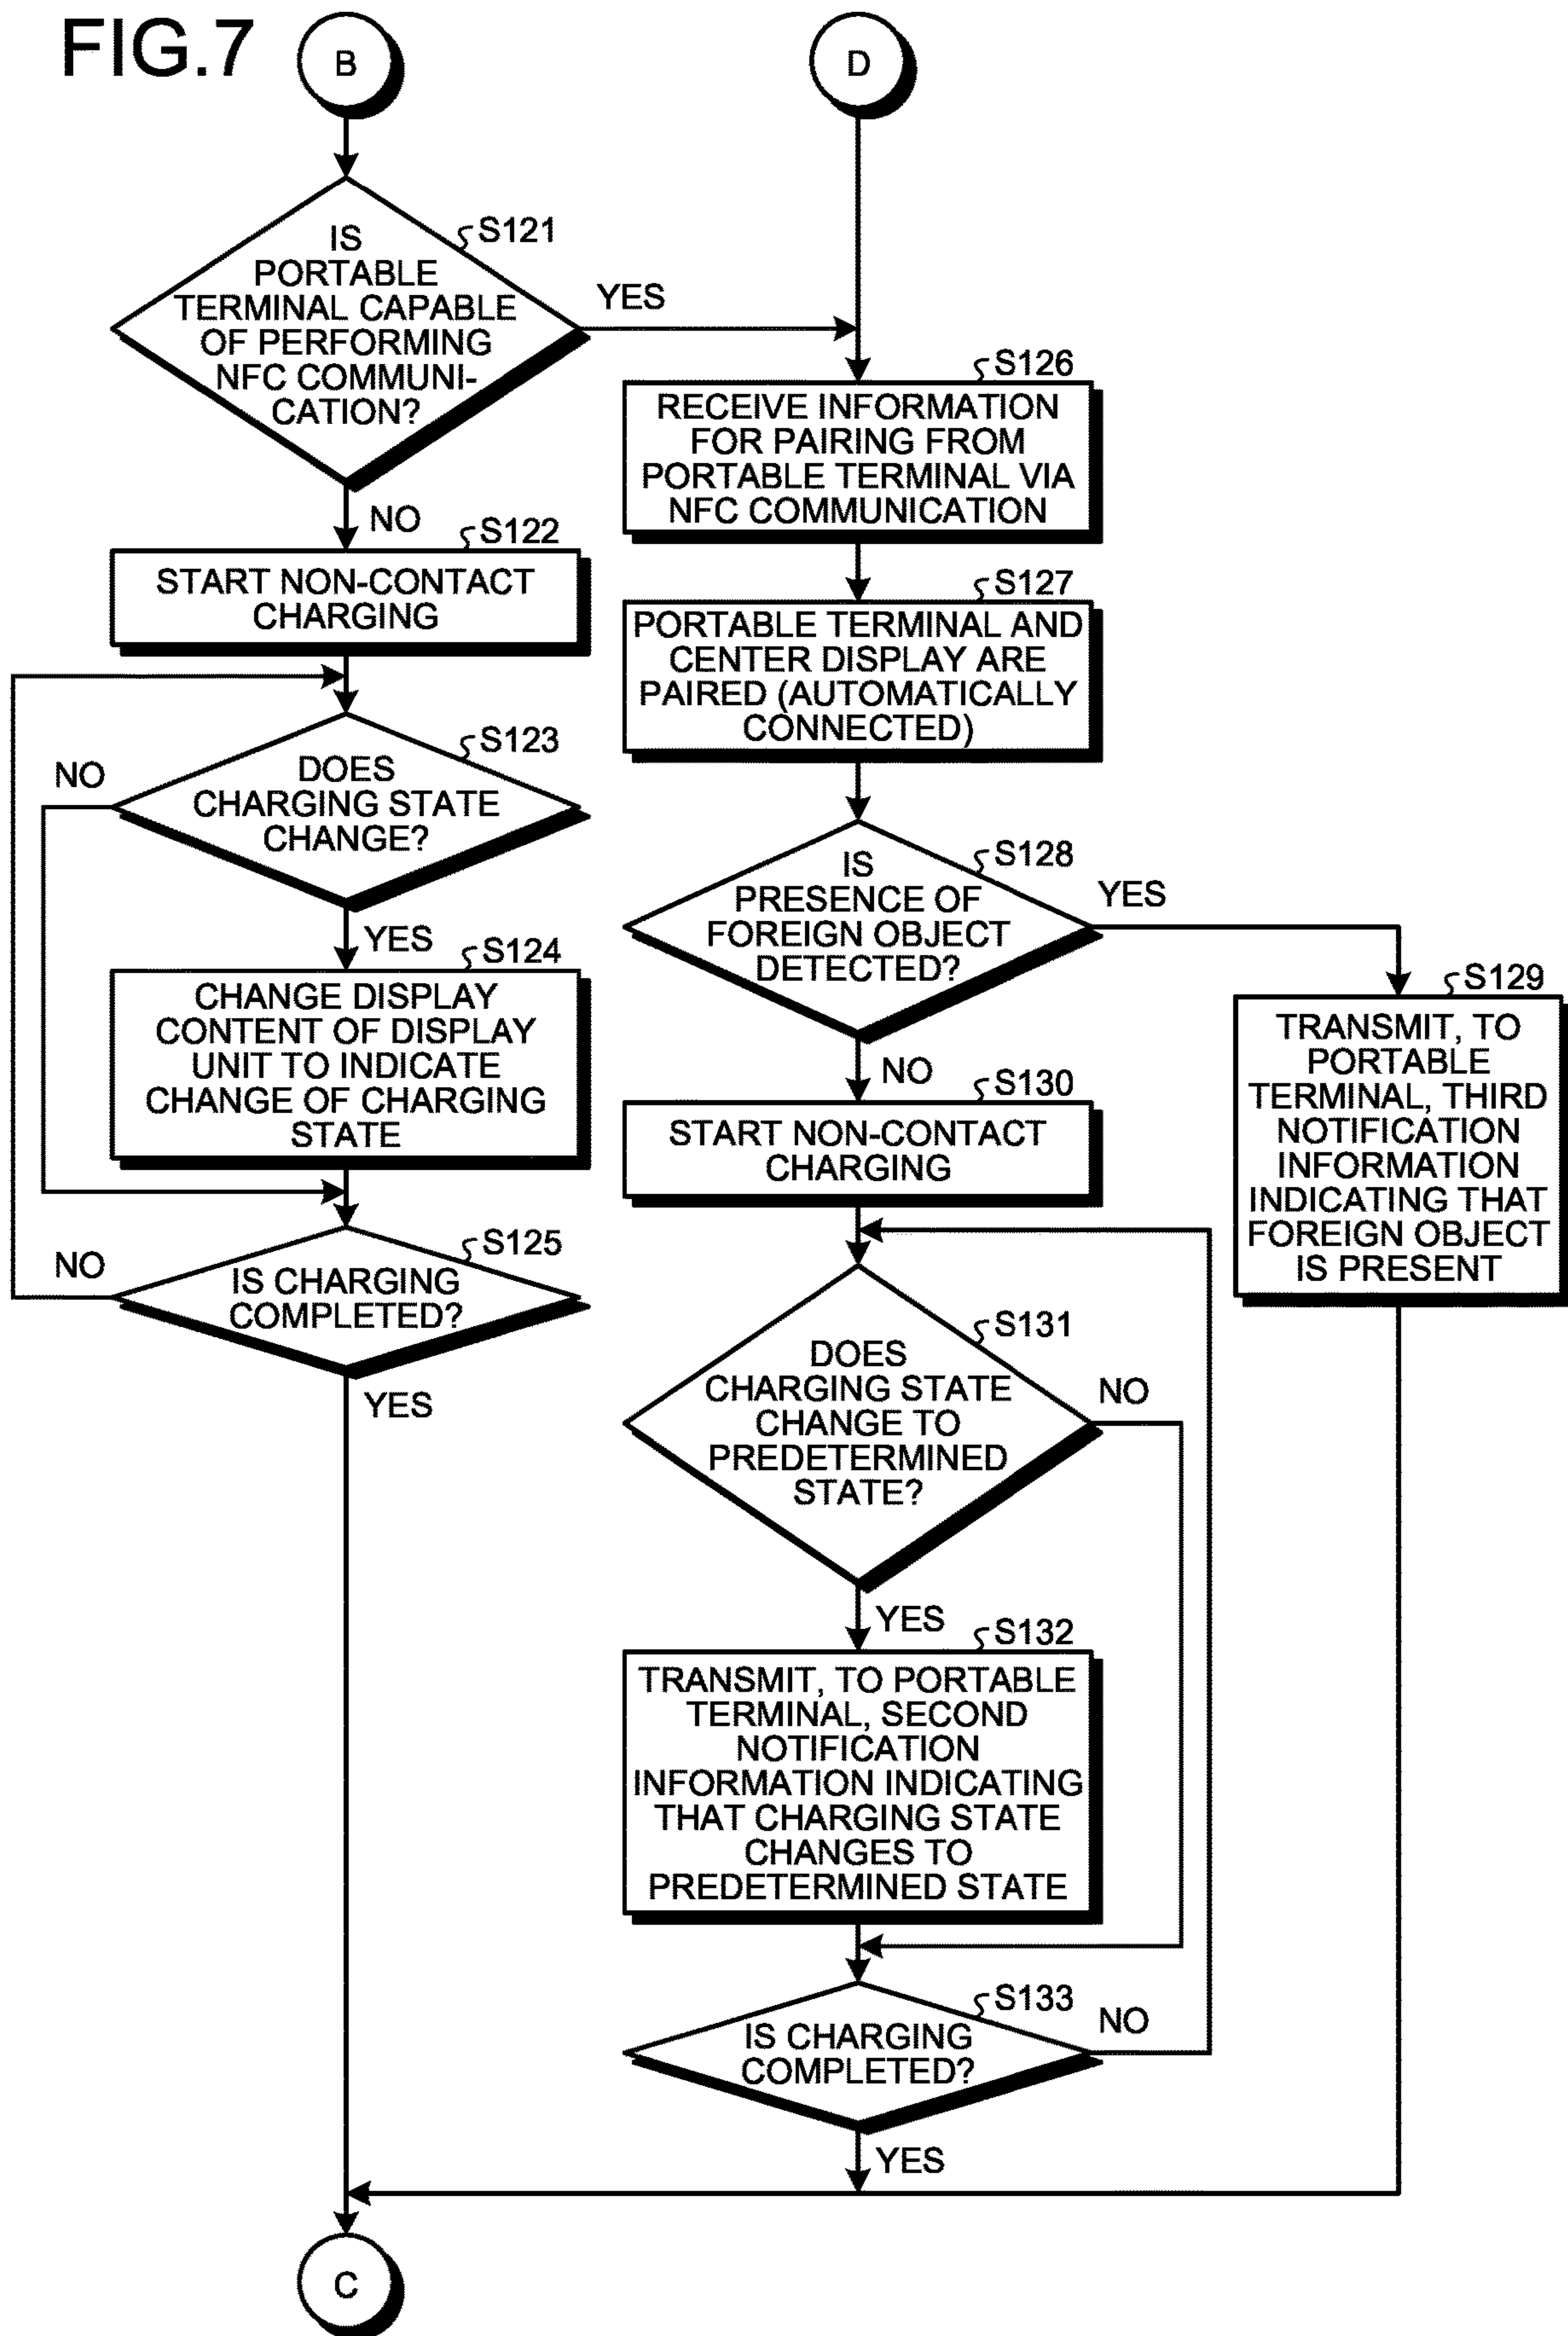 FIG.7
B
D
S121
IS
PORTABLE
TERMINAL CAPABLE
OF PERFORMING
NFC COMMUNI-
CATION?
YES
NO
S122
START NON-CONTACT
CHARGING
S123
DOES
CHARGING STATE
CHANGE?
NO
YES
S124
CHANGE DISPLAY
CONTENT OF DISPLAY
UNIT TO INDICATE
CHANGE OF CHARGING
STATE
S125
IS CHARGING
COMPLETED?
NO
YES
S126
RECEIVE INFORMATION
FOR PAIRING FROM
PORTABLE TERMINAL VIA
NFC COMMUNICATION
S127
PORTABLE TERMINAL AND
CENTER DISPLAY ARE
PAIRED (AUTOMATICALLY
CONNECTED)
S128
IS
PRESENCE OF
FOREIGN OBJECT
DETECTED?
YES
NO
S129
TRANSMIT, TO
PORTABLE
TERMINAL, THIRD
NOTIFICATION
INFORMATION
INDICATING THAT
FOREIGN OBJECT
IS PRESENT
S130
START NON-CONTACT
CHARGING
S131
DOES
CHARGING STATE
CHANGE TO
PREDETERMINED
STATE?
NO
YES
S132
TRANSMIT, TO PORTABLE
TERMINAL, SECOND
NOTIFICATION
INFORMATION INDICATING
THAT CHARGING STATE
CHANGES TO
PREDETERMINED STATE
S133
IS CHARGING
COMPLETED?
NO
YES
C